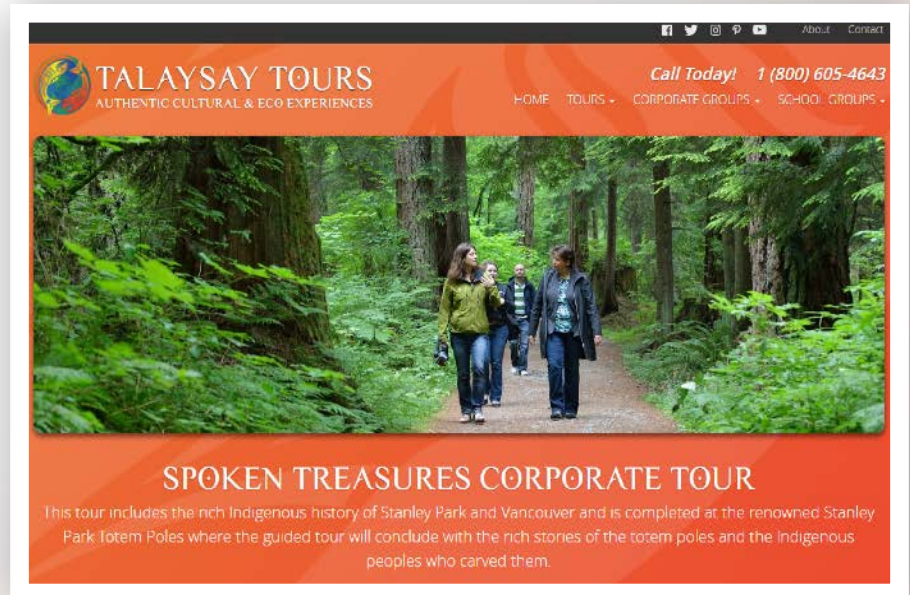 About Contact
TALAYSAY TOURS
AUTHENTIC CULTURAL & ECO EXPERIENCES
Call Today! 1 (800) 605-4643
HOME TOURS CORPORATE GROUPS SCHOOL GROUPS
SPOKEN TREASURES CORPORATE TOUR
This tour includes the rich Indigenous history of Stanley Park and Vancouver and is completed at the renowned Stanley
Park Totem Poles where the guided tour will conclude with the rich stories of the totem poles and the Indigenous
peoples who carved them.